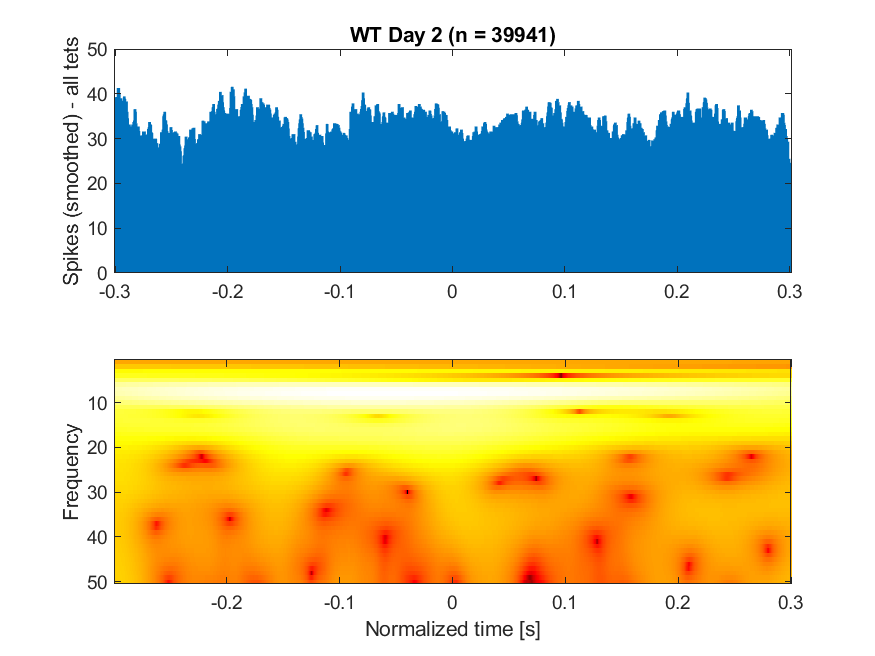 WT Day 2 (n = 39941)
Spikes (smoothed) - all tets
50
40
30
20
10
0
-0.3 -0.2 -0.1 0 0.1 0.2 0.3
Frequency
10
20
30
40
50
-0.2 -0.1 0 0.1 0.2 0.3
Normalized time [s]